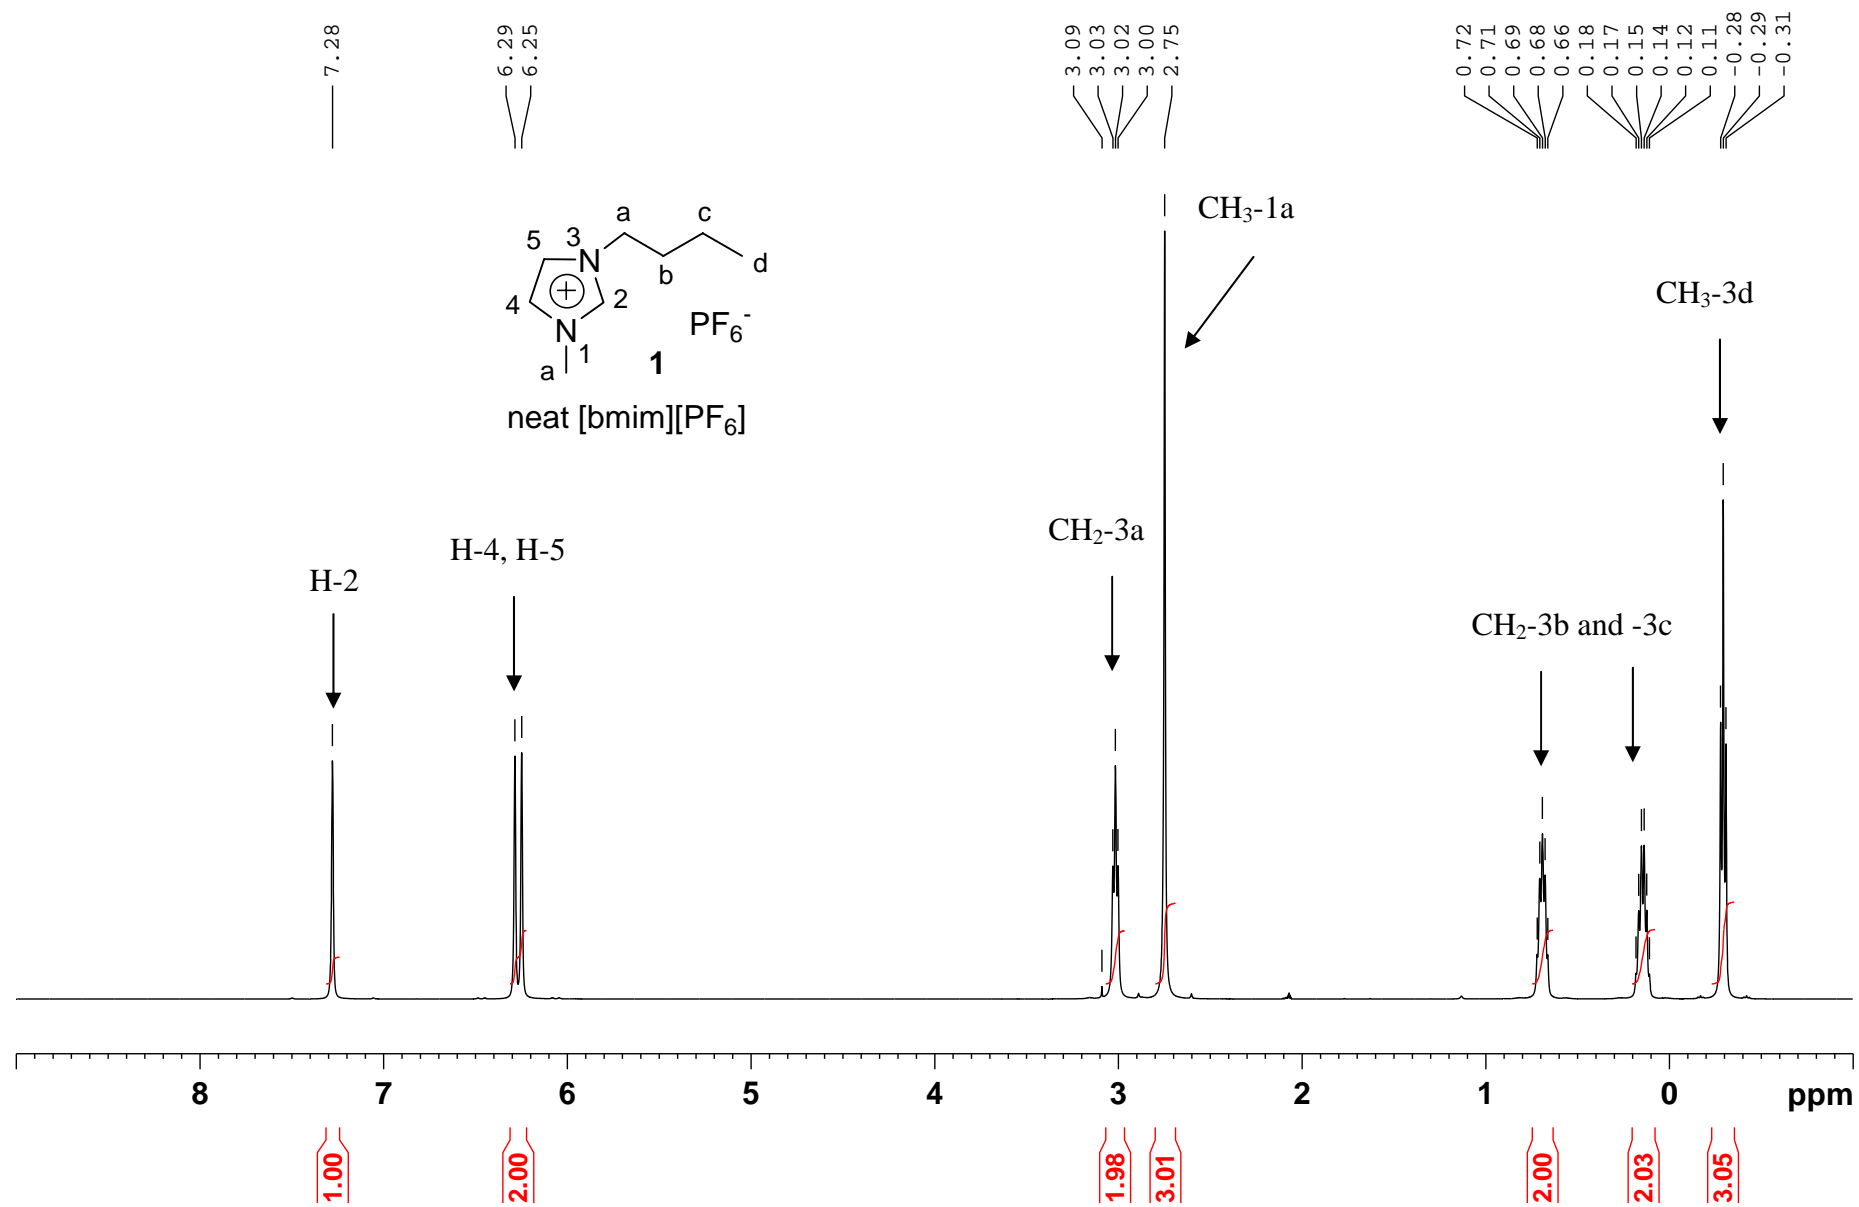 7.28
6.29
6.25
3.09
3.03
3.02
3.00
2.75
0.72
0.71
0.69
0.68
0.66
0.18
0.17
0.15
0.14
0.12
0.11
-0.28
-0.29
-0.31
a
c
5
3
N
b
d
4
+
2
N
1
a
PF₆⁻
1
neat [bmim][PF₆]
CH₃-1a
CH₃-3d
CH₂-3a
H-4, H-5
H-2
CH₂-3b and -3c
8 7 6 5 4 3 2 1 0 ppm
1.00
2.00
1.98
3.01
2.00
2.03
3.05